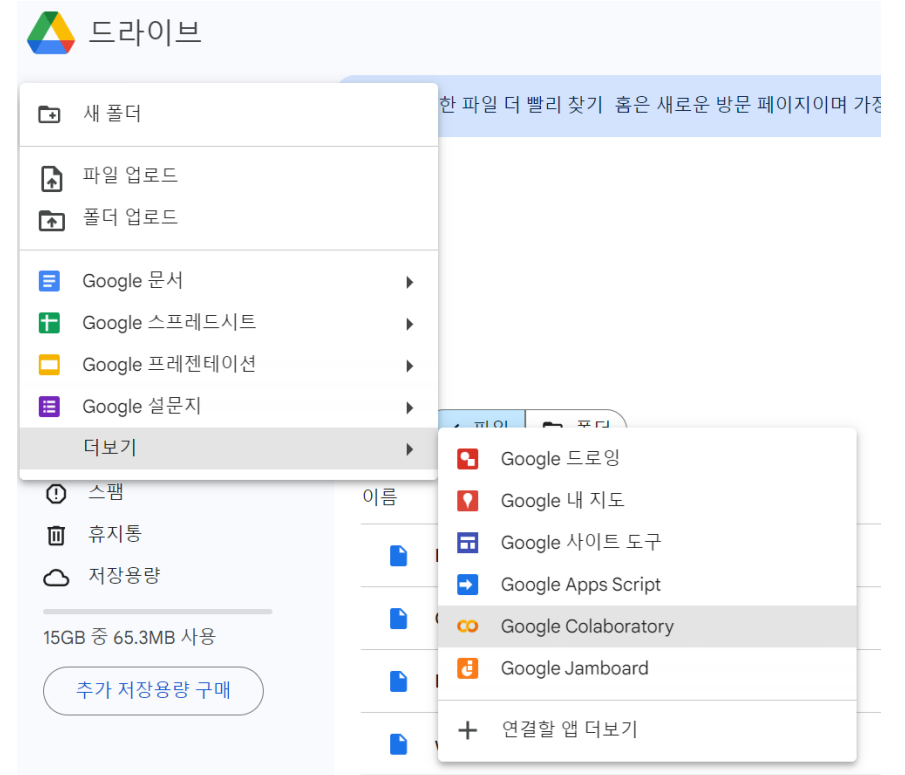 드라이브
한 파일 더 빨리 찾기 홈은 새로운 방문 페이지이며
새 폴더
파일 업로드
폴더 업로드
Google 문서
Google 스프레드시트
Google 프레젠테이션
Google 설문지
더보기
스팸
휴지통
저장용량
15GB 중 65.3MB 사용
추가 저장용량 구매
파일
폴더
이름
Google 드로잉
Google 내 지도
Google 사이트 도구
Google Apps Script
Google Colaboratory
Google Jamboard
연결할 앱 더보기